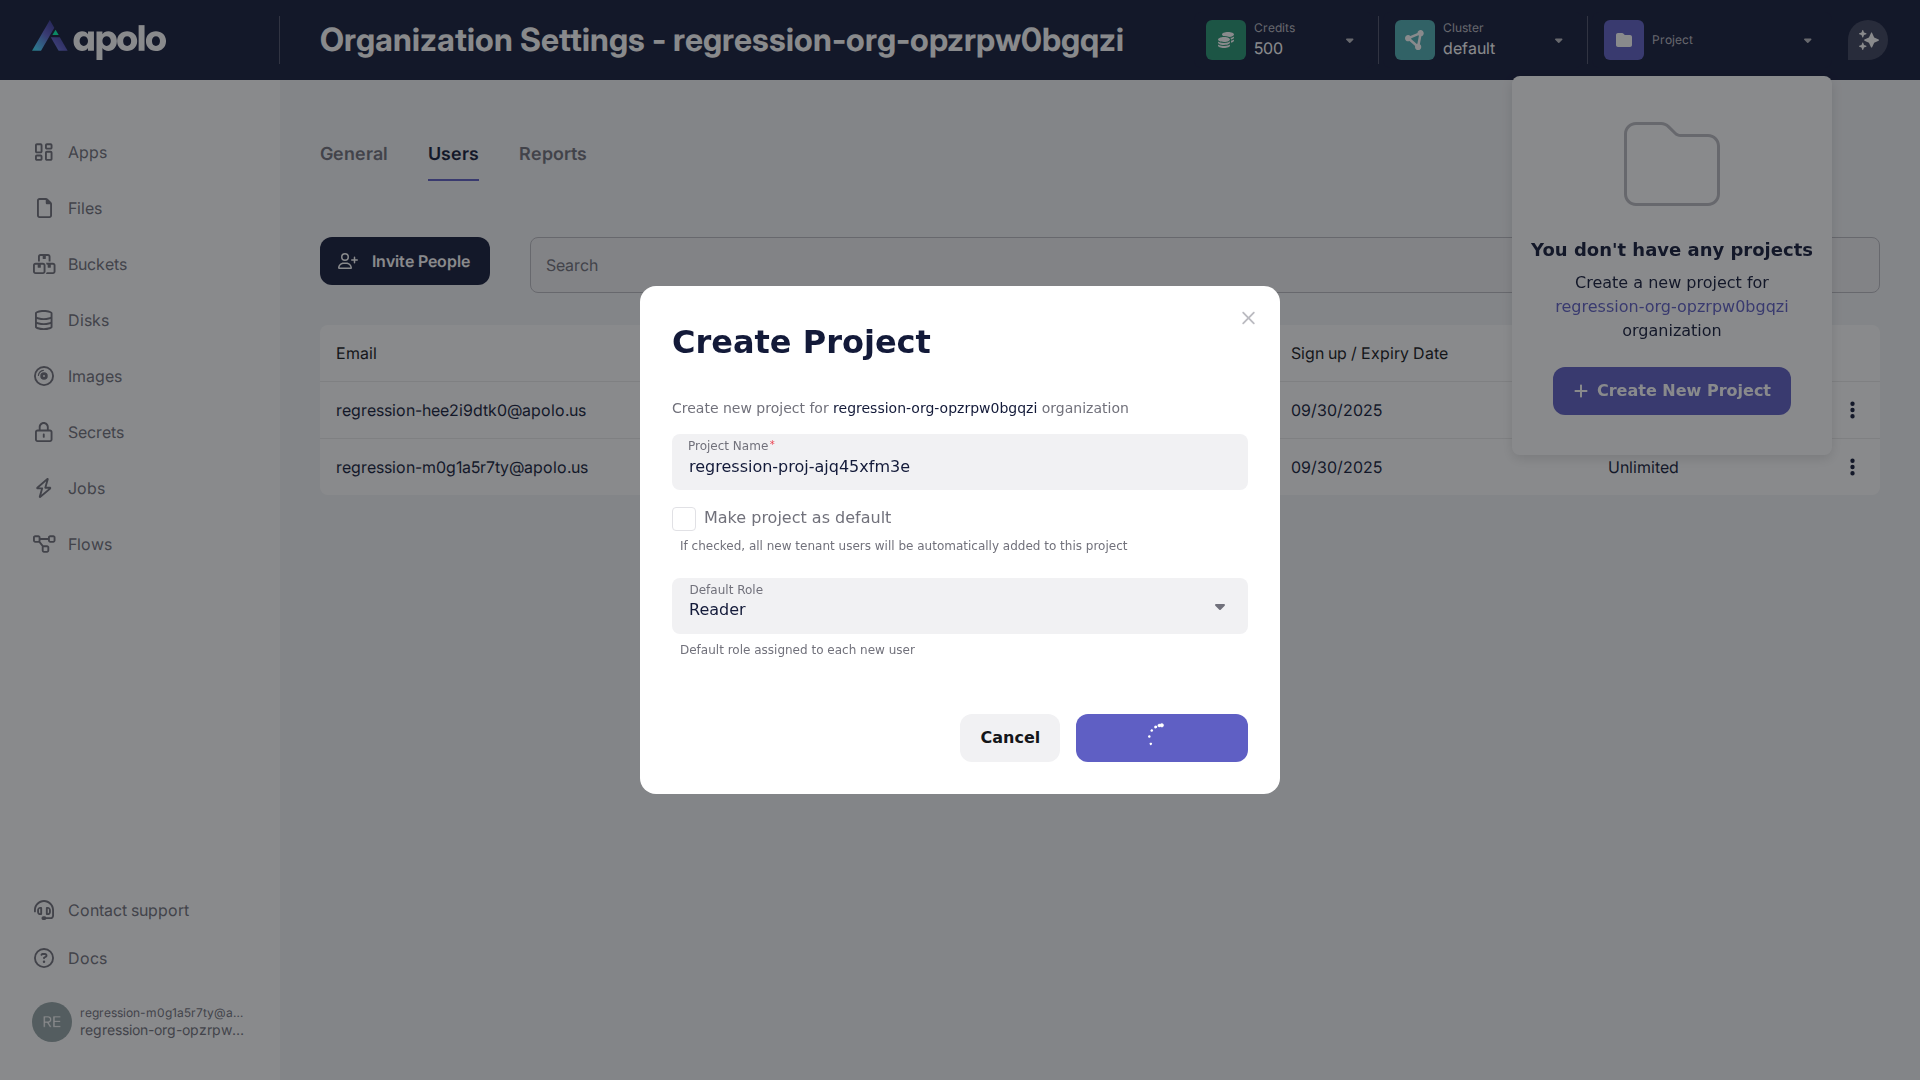 apolo
Organization Settings - regression-org-opzrpw0bgqzi
Credits
500
Cluster
default
Project
Apps
Files
Buckets
Disks
Images
Secrets
Jobs
Flows
Contact support
Docs
RE
regression-m0g1a5r7ty@a...
regression-org-opzrpw...
General
Users
Reports
Invite People
Search
Email
Sign up / Expiry Date
regression-hee2i9dtk0@apolo.us
09/30/2025
regression-m0g1a5r7ty@apolo.us
09/30/2025
Unlimited
You don't have any projects
Create a new project for
regression-org-opzrpw0bgqzi
organization
+ Create New Project
Create Project
Create new project for regression-org-opzrpw0bgqzi organization
Project Name*
regression-proj-ajq45xfm3e
Make project as default
If checked, all new tenant users will be automatically added to this project
Default Role
Reader
Default role assigned to each new user
Cancel